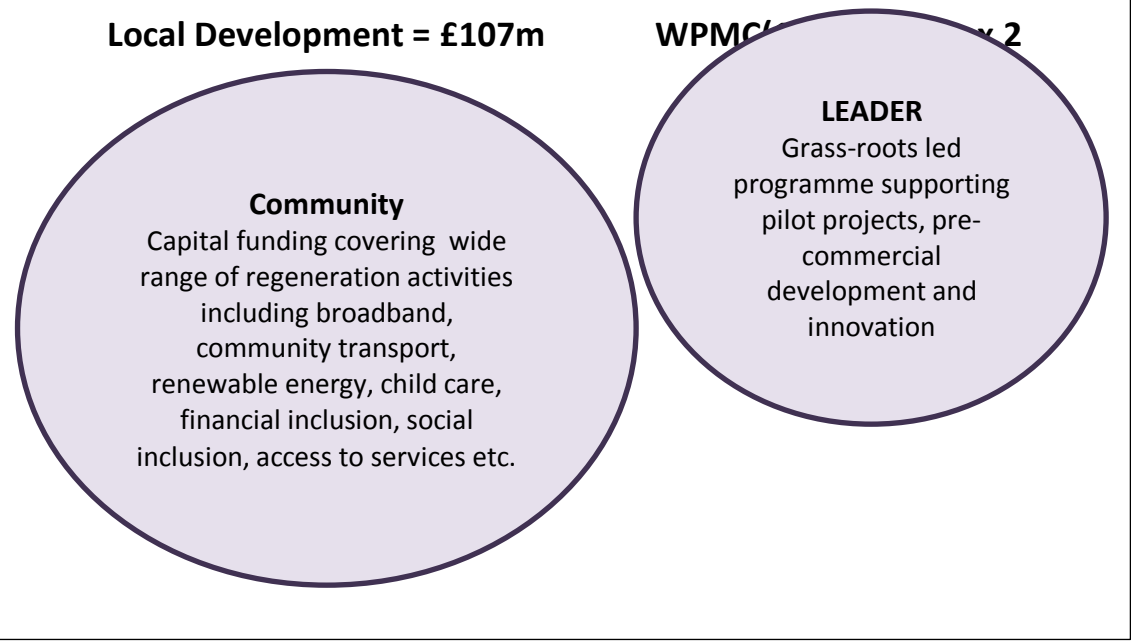 Local Development = £107m
2
LEADER
Grass-roots led
programme supporting
pilot projects, pre-
commercial
development and
innovation
Community
Capital funding covering wide
range of regeneration activities
including broadband,
community transport,
renewable energy, child care,
financial inclusion, social
inclusion, access to services etc.